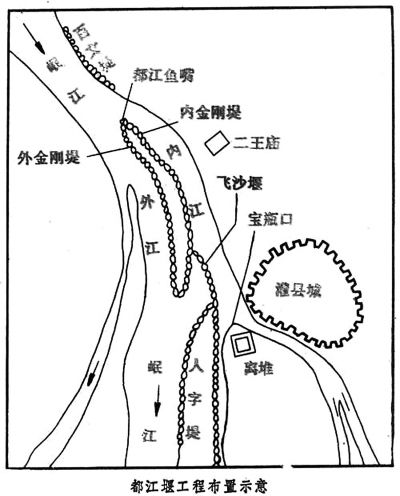 百丈堤
岷江
都江鱼嘴
内金刚堤
二王庙
外金刚堤
内江
飞沙堰
外江
宝瓶口
灌县城
离堆
岷江
人字堤
都江堰工程布置示意